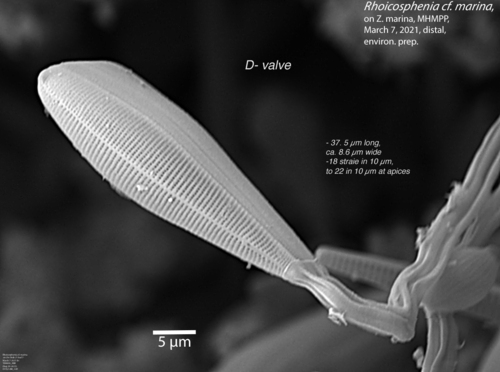 Rhoicosphenia cf. marina,
on Z. marina, MHMPP,
March 7, 2021, distal,
environ. prep.
D- valve
- 37. 5 µm long,
ca. 8.6 µm wide
-18 straie in 10 µm,
to 22 in 10 µm at apices
5 µm